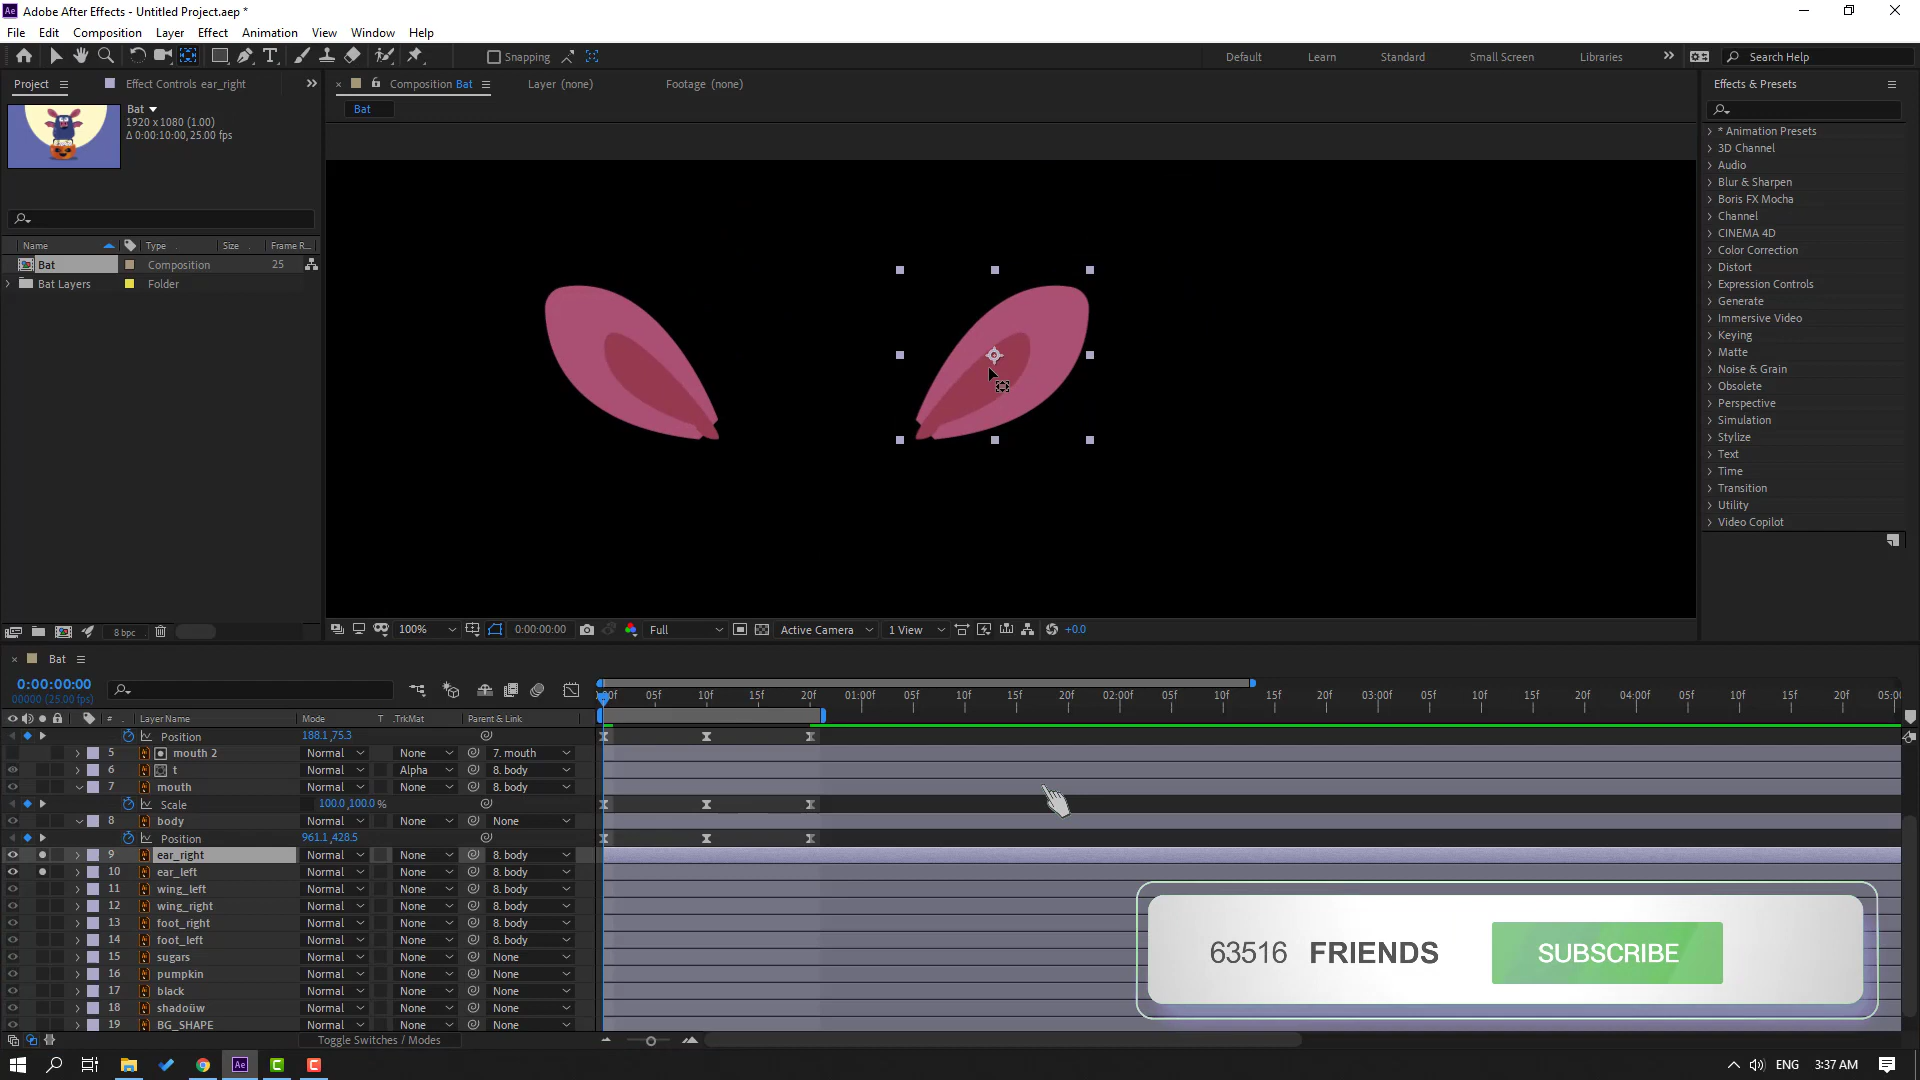 Adobe After Effects - Untitled Project.aep *
File Edit Composition Layer Effect Animation View Window Help
Snapping Default Learn Standard Small Screen Libraries Search Help
Project Effect Controls ear_right Composition Bat Layer (none) Footage (none) Effects & Presets
Bat
1920 x 1080 (1.00)
Δ 0:00:10:00, 25.00 fps
Bat
Name Type Size Frame R...
Bat Composition 25
Bat Layers Folder
* Animation Presets
3D Channel
Audio
Blur & Sharpen
Boris FX Mocha
Channel
CINEMA 4D
Color Correction
Distort
Expression Controls
Generate
Immersive Video
Keying
Matte
Noise & Grain
Obsolete
Perspective
Simulation
Stylize
Text
Time
Transition
Utility
Video Copilot
8 bpc 100% 0:00:00:00 Full Active Camera 1 View +0.0
Bat
0:00:00:00
00000 (25.00 fps)
:00f 05f 10f 15f 20f 01:00f 05f 10f 15f 20f 02:00f 05f 10f 15f 20f 03:00f 05f 10f 15f 20f 04:00f 05f 10f 15f 20f 05:00
# Layer Name Mode T .TrkMat Parent & Link
Position 188.1,75.3
5 mouth 2 Normal None 7. mouth
6 t Normal Alpha 8. body
7 mouth Normal None 8. body
Scale 100.0,100.0 %
8 body Normal None None
Position 961.1,428.5
9 ear_right Normal None 8. body
10 ear_left Normal None 8. body
11 wing_left Normal None 8. body
12 wing_right Normal None 8. body
13 foot_right Normal None 8. body
14 foot_left Normal None 8. body
15 sugars Normal None None
16 pumpkin Normal None None
17 black Normal None None
18 shadoüw Normal None None
19 BG_SHAPE Normal None None
63516 FRIENDS SUBSCRIBE
Toggle Switches / Modes
ENG 3:37 AM